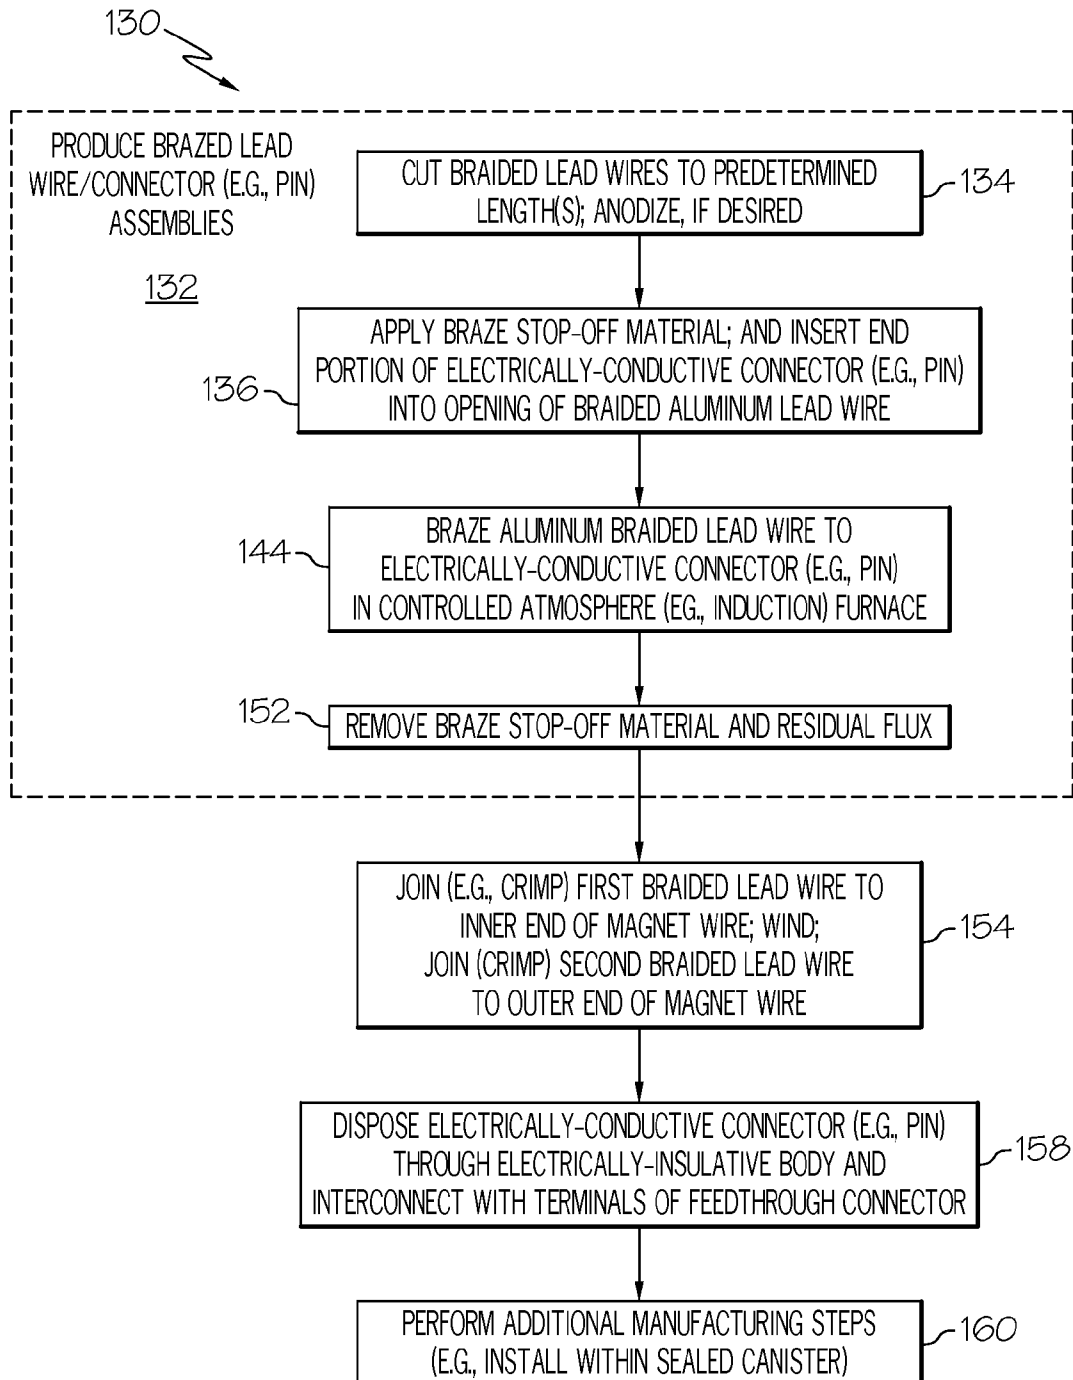 130
PRODUCE BRAZED LEAD
WIRE/CONNECTOR (E.G., PIN)
ASSEMBLIES
132
CUT BRAIDED LEAD WIRES TO PREDETERMINED
LENGTH(S); ANODIZE, IF DESIRED
134
APPLY BRAZE STOP-OFF MATERIAL; AND INSERT END
PORTION OF ELECTRICALLY-CONDUCTIVE CONNECTOR (E.G., PIN)
INTO OPENING OF BRAIDED ALUMINUM LEAD WIRE
136
BRAZE ALUMINUM BRAIDED LEAD WIRE TO
ELECTRICALLY-CONDUCTIVE CONNECTOR (E.G., PIN)
IN CONTROLLED ATMOSPHERE (EG., INDUCTION) FURNACE
144
REMOVE BRAZE STOP-OFF MATERIAL AND RESIDUAL FLUX
152
JOIN (E.G., CRIMP) FIRST BRAIDED LEAD WIRE TO
INNER END OF MAGNET WIRE; WIND;
JOIN (CRIMP) SECOND BRAIDED LEAD WIRE
TO OUTER END OF MAGNET WIRE
154
DISPOSE ELECTRICALLY-CONDUCTIVE CONNECTOR (E.G., PIN)
THROUGH ELECTRICALLY-INSULATIVE BODY AND
INTERCONNECT WITH TERMINALS OF FEEDTHROUGH CONNECTOR
158
PERFORM ADDITIONAL MANUFACTURING STEPS
(E.G., INSTALL WITHIN SEALED CANISTER)
160